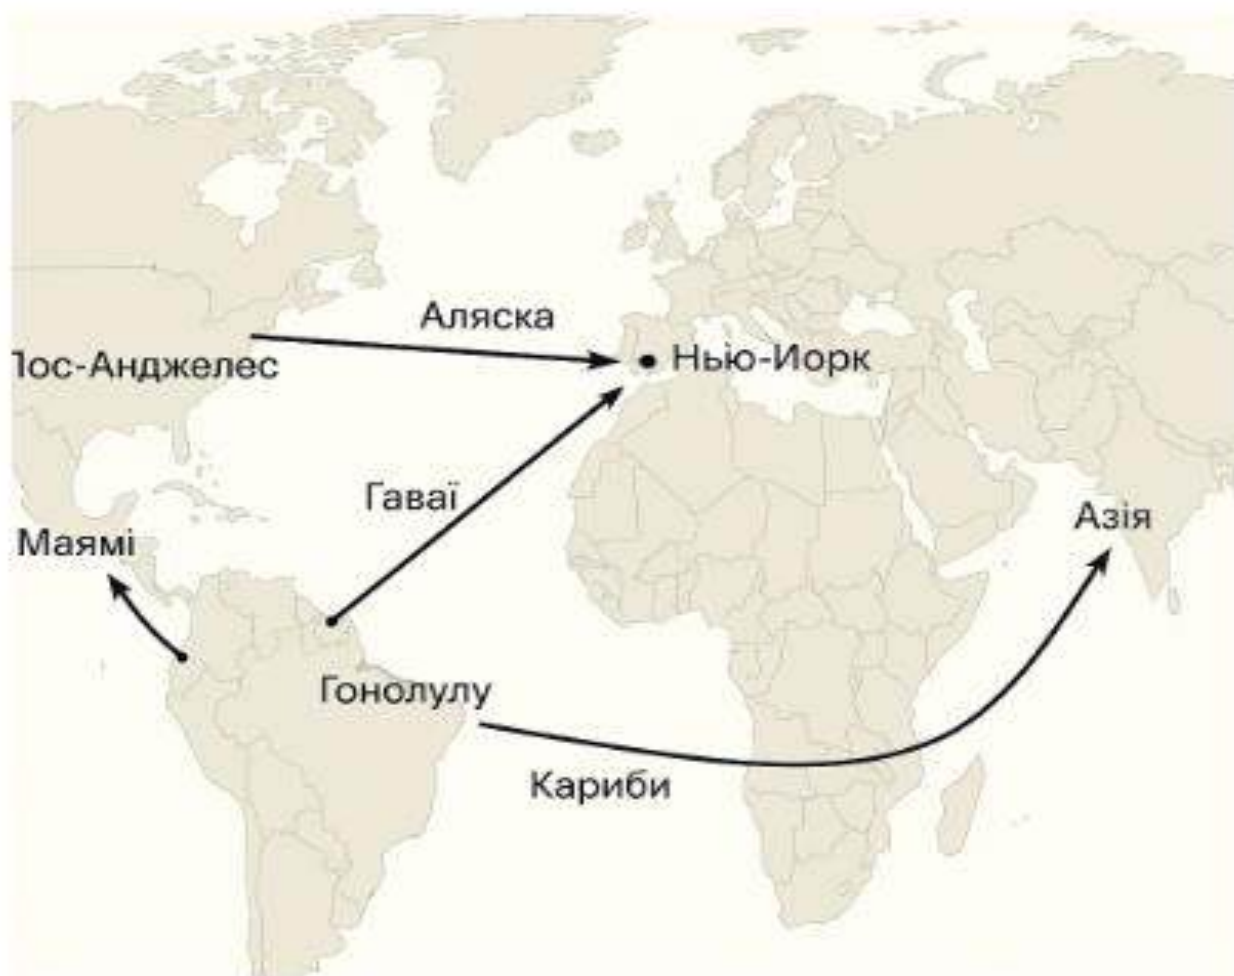 Аляска
Лос-Анджелес
Нью-Иорк
Гаваї
Азія
Маямі
Гонолулу
Кариби